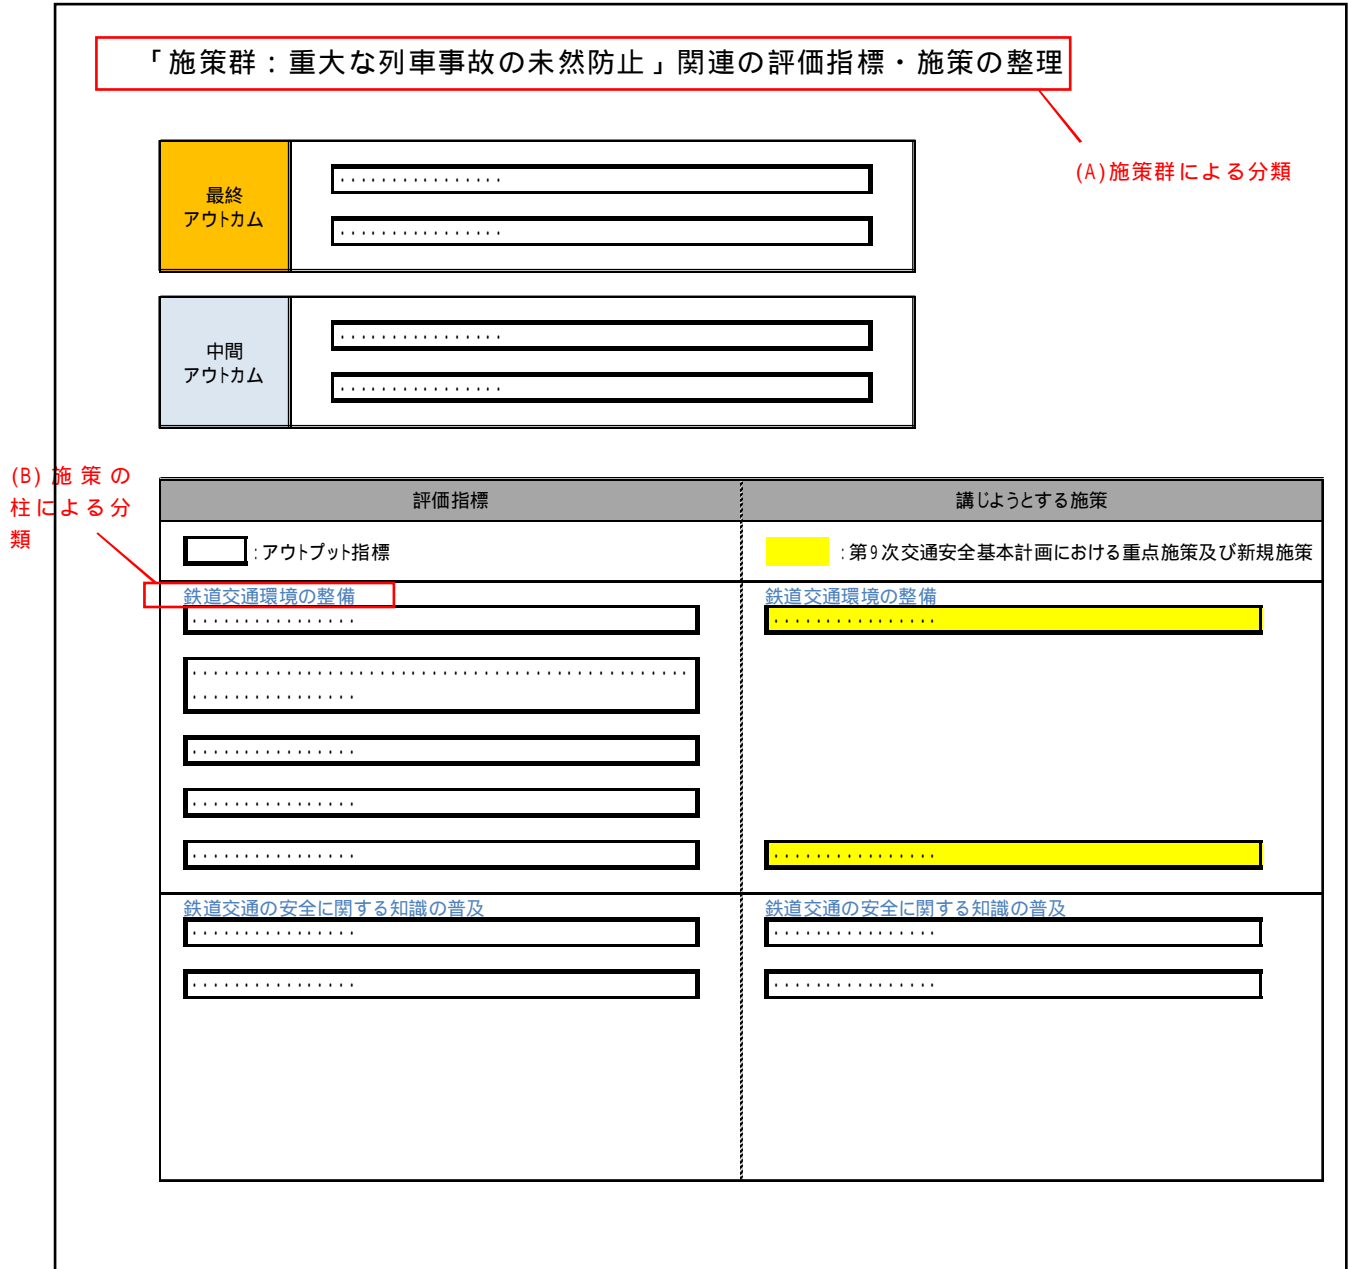 「施策群：重大な列車事故の未然防止」関連の評価指標・施策の整理
(A)施策群による分類
最終
アウトカム
・・・・・・・・・・・・・・・・
・・・・・・・・・・・・・・・・
中間
アウトカム
・・・・・・・・・・・・・・・・
・・・・・・・・・・・・・・・・
(B)施策の
柱による分
類
評価指標
講じようとする施策
：アウトプット指標
：第9次交通安全基本計画における重点施策及び新規施策
鉄道交通環境の整備
鉄道交通環境の整備
・・・・・・・・・・・・・・・・
・・・・・・・・・・・・・・・・
・・・・・・・・・・・・・・・・・・・・・・・・・・・・・・・・・・・・・・・・・・・・・・・・
・・・・・・・・・・・・・・・・
・・・・・・・・・・・・・・・・
・・・・・・・・・・・・・・・・
・・・・・・・・・・・・・・・・
・・・・・・・・・・・・・・・・
鉄道交通の安全に関する知識の普及
鉄道交通の安全に関する知識の普及
・・・・・・・・・・・・・・・・
・・・・・・・・・・・・・・・・
・・・・・・・・・・・・・・・・
・・・・・・・・・・・・・・・・